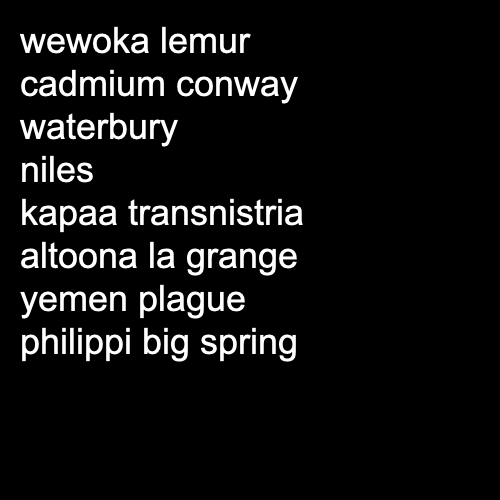 wewoka lemur
cadmium conway
waterbury
niles
kapaa transnistria
altoona la grange
yemen plague
philippi big spring